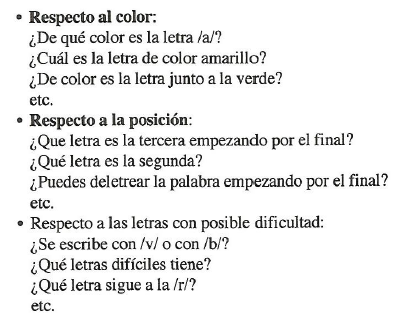 • Respecto al color:
¿De qué color es la letra /a/?
¿Cuál es la letra de color amarillo?
¿De color es la letra junto a la verde?
etc.
• Respecto a la posición:
¿Que letra es la tercera empezando por el final?
¿Qué letra es la segunda?
¿Puedes deletrear la palabra empezando por el final?
etc.
• Respecto a las letras con posible dificultad:
¿Se escribe con /v/ o con /b/?
¿Qué letras difíciles tiene?
¿Qué letra sigue a la /r/?
etc.